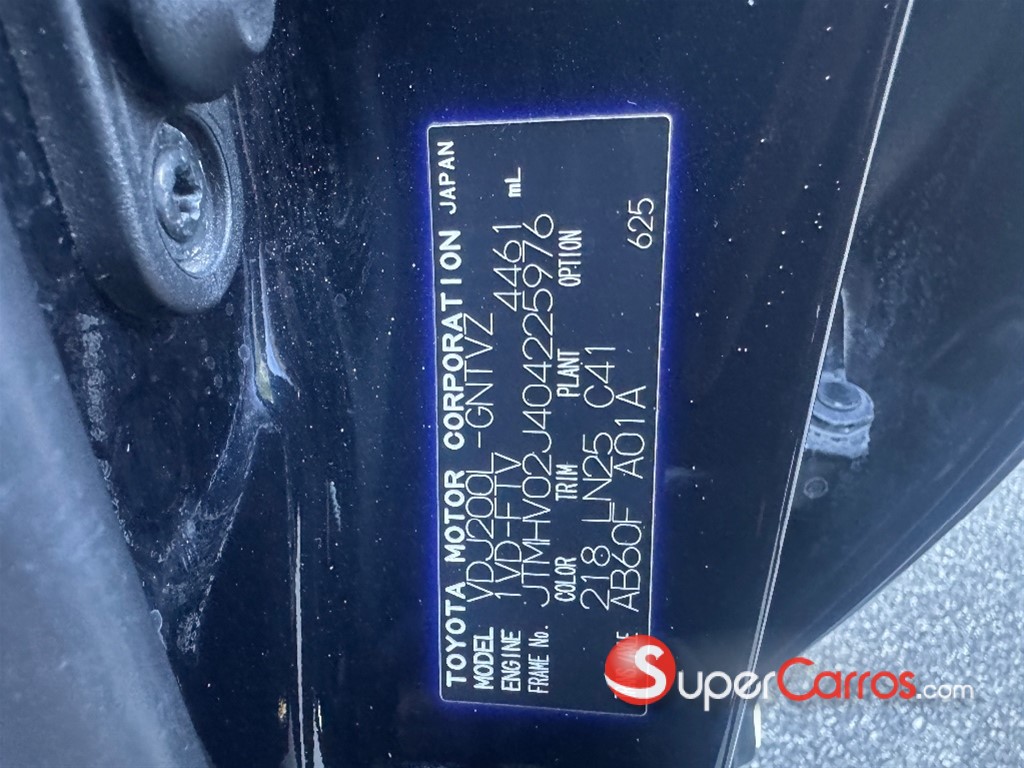 TOYOTA MOTOR CORPORATION JAPAN
MODEL VDJ200L -GNTVZ
ENGINE 1VD-FTV 4461 mL
FRAME No. JTMHV02J404225976
COLOR TRIM PLANT OPTION
218 LN25 C41
AB60F A01A 625
SuperCarros.com